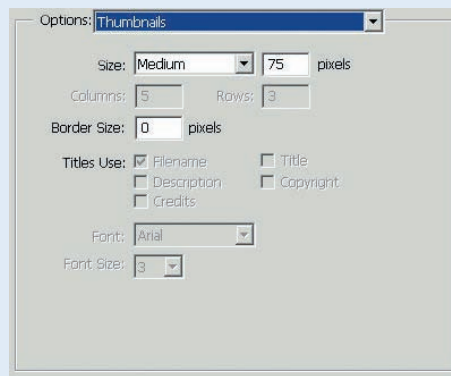 Options: Thumbnails
Size: Medium 75 pixels
Columns: 5 Rows: 3
Border Size: 0 pixels
Titles Use: Filename Title
Description Copyright
Credits
Font: Arial
Font Size: 3